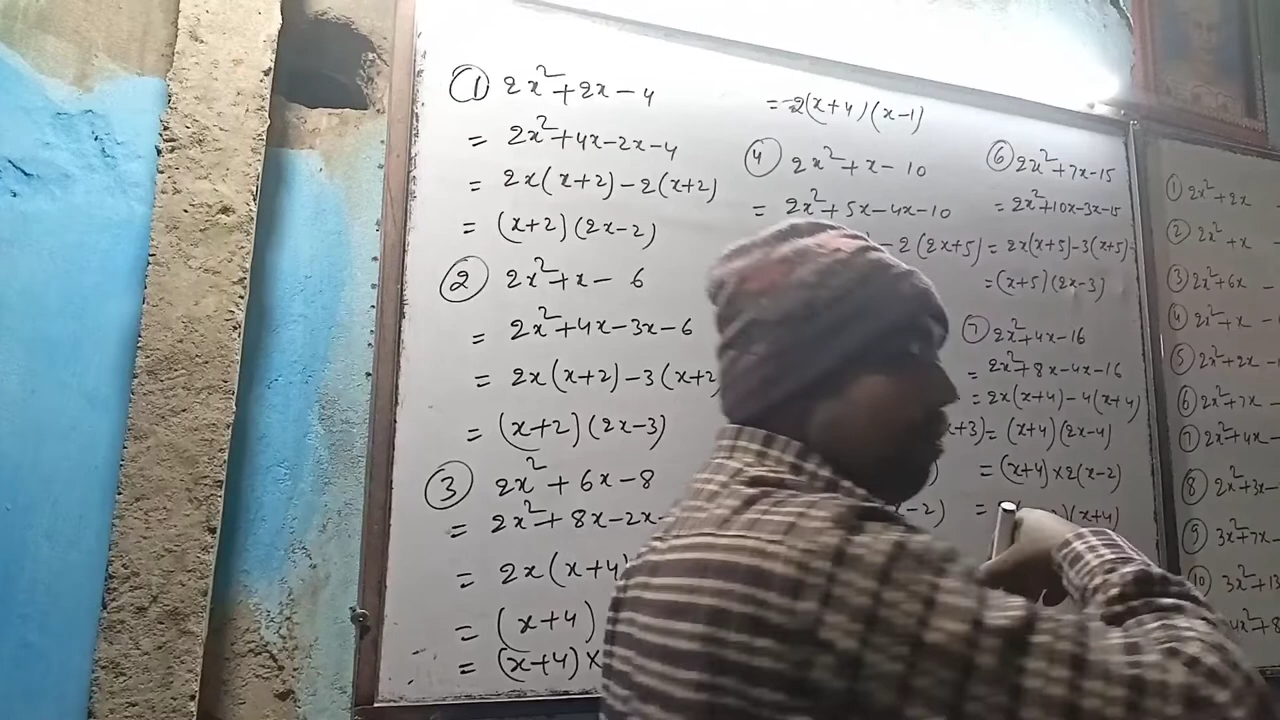 ① 2x²+2x-4
= 2x²+4x-2x-4
= 2x(x+2)-2(x+2)
= (x+2)(2x-2)
② 2x²+x-6
= 2x²+4x-3x-6
= 2x(x+2)-3(x+2
= (x+2)(2x-3)
③ 2x²+6x-8
= 2x²+8x-2x-
= 2x(x+4)
= (x+4)
= (x+4)×
= 2(x+4)(x-1)
④ 2x²+x-10
= 2x²+5x-4x-10
-2(2x+5)
x+3)
x-2)
⑥ 2x²+7x-15
= 2x²+10x-3x-15
= 2x(x+5)-3(x+5)=
= (x+5)(2x-3)
⑦ 2x²+4x-16
= 2x²+8x-4x-16
= 2x(x+4)-4(x+4)
= (x+4)(2x-4)
= (x+4)×2(x-2)
= )(x+4)
① 2x²+2x
② 2x²+x -
③ 2x²+6x -
④ 2x²+x -
⑤ 2x²+2x -
⑥ 2x²+7x -
⑦ 2x²+4x -
⑧ 2x²+3x -
⑨ 3x²+7x -
⑩ 3x²+13
4x²+8